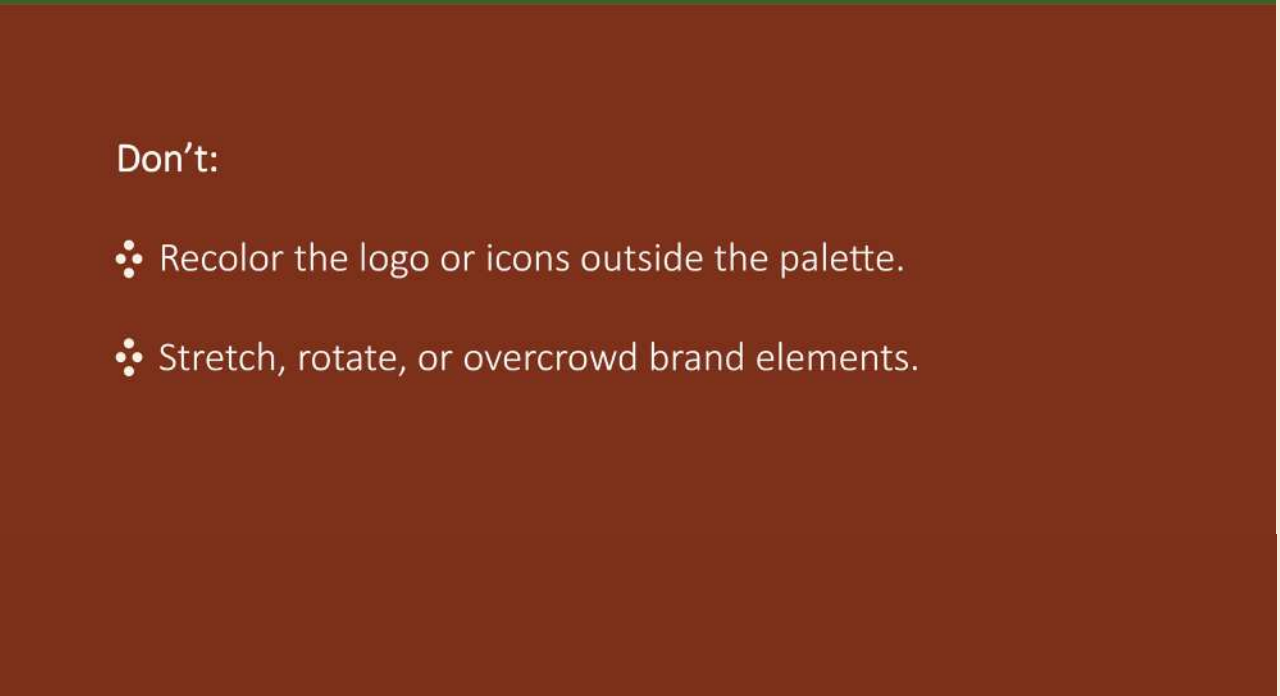 Don’t:
❖ Recolor the logo or icons outside the palette.
❖ Stretch, rotate, or overcrowd brand elements.